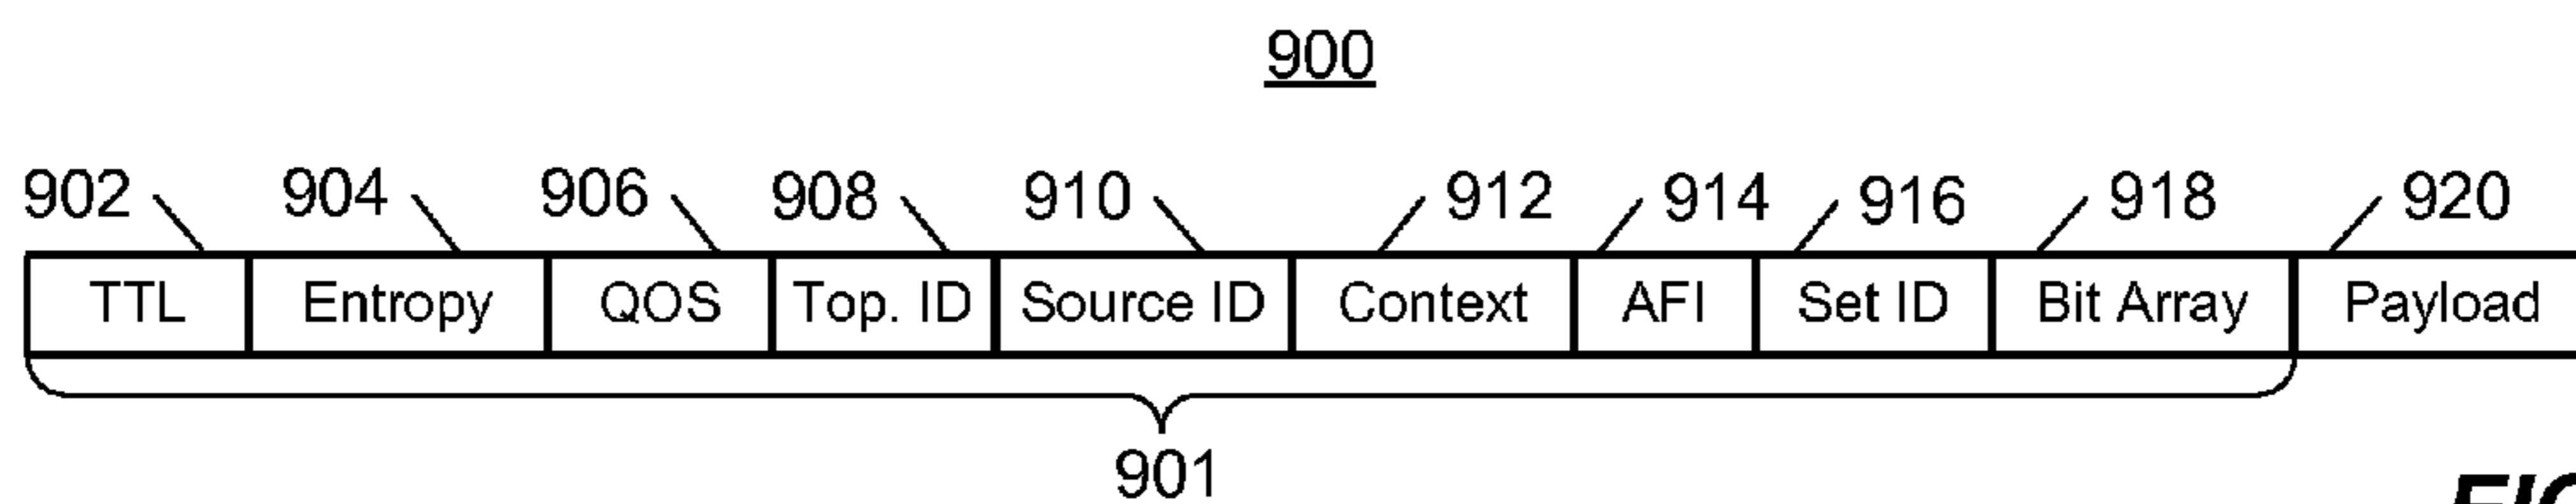 900
902 904 906 908 910 912 914 916 918 920
TTL Entropy QOS Top. ID Source ID Context AFI Set ID Bit Array Payload
901